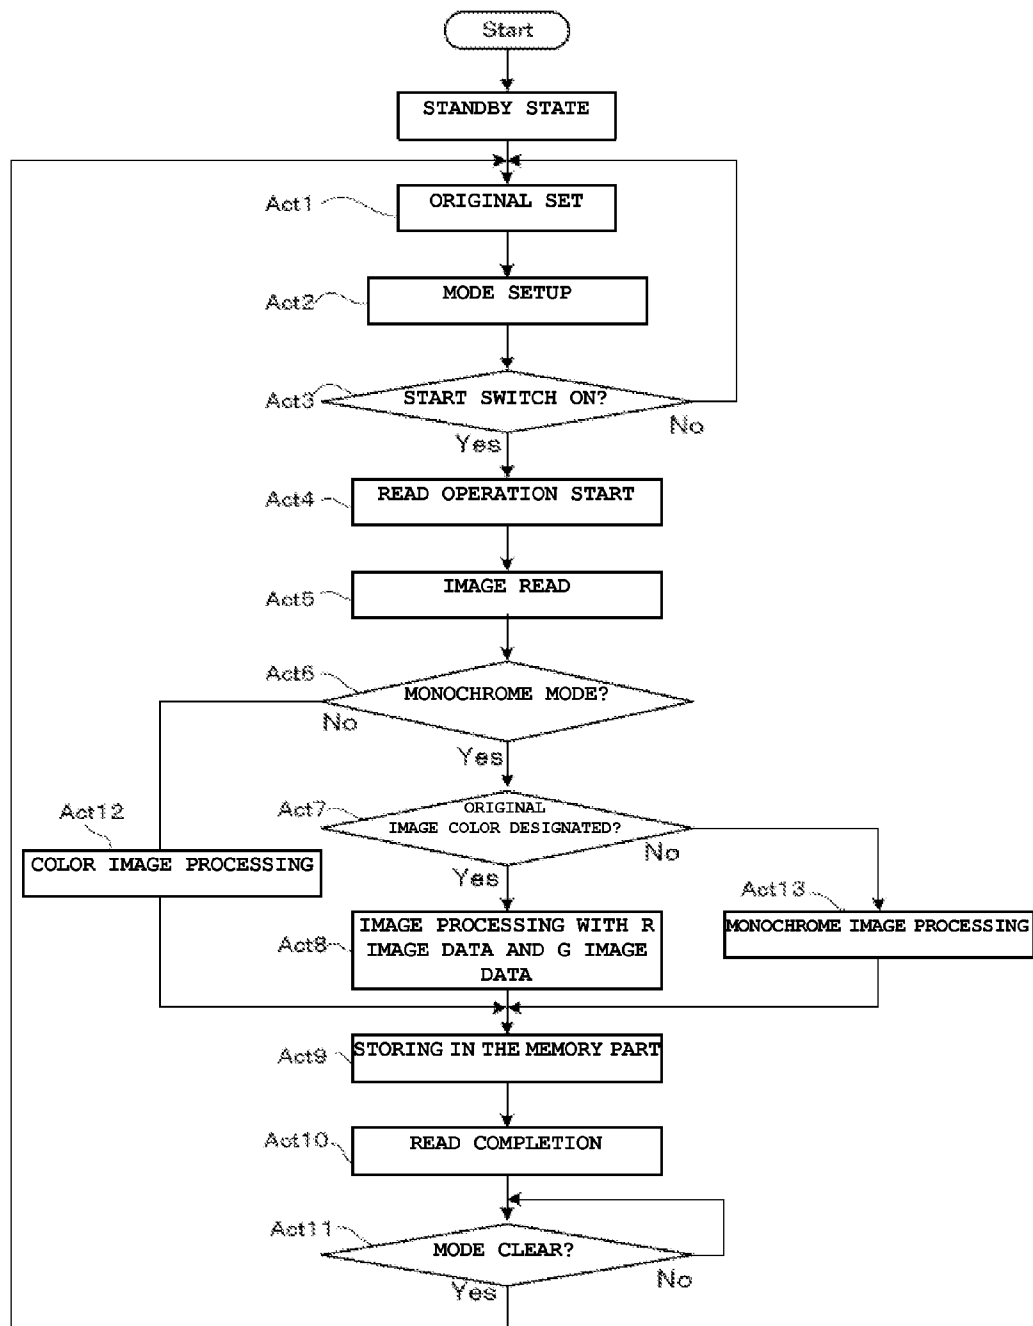 Start
STANDBY STATE
Act1
ORIGINAL SET
Act2
MODE SETUP
Act3
START SWITCH ON?
No
Yes
Act4
READ OPERATION START
Act5
IMAGE READ
Act6
MONOCHROME MODE?
No
Yes
Act7
ORIGINAL
IMAGE COLOR DESIGNATED?
No
Yes
Act12
COLOR IMAGE PROCESSING
Act8
IMAGE PROCESSING WITH R
IMAGE DATA AND G IMAGE
DATA
Act13
MONOCHROME IMAGE PROCESSING
Act9
STORING IN THE MEMORY PART
Act10
READ COMPLETION
Act11
MODE CLEAR?
No
Yes